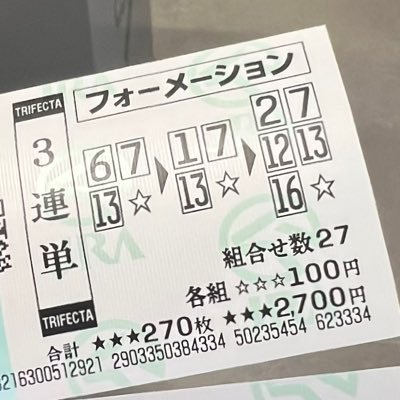 TRIFECTA
3連単
TRIFECTA
フォーメーション
6 7
13 ☆
1 7
13 ☆
2 7
12 13
16 ☆
組合せ数27
各組 ☆☆☆100円
合計 ★★★270枚 ★★★2,700円
2903350384334 50235454 623334